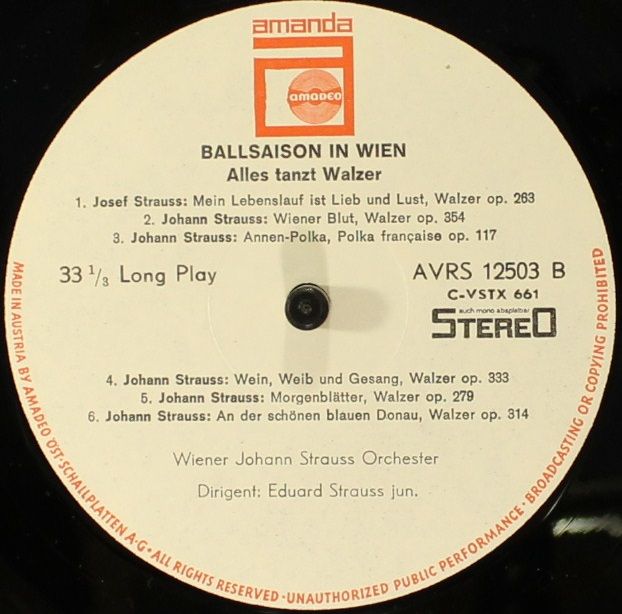 amanda
AMADEO
BALLSAISON IN WIEN
Alles tanzt Walzer
1. Josef Strauss: Mein Lebenslauf ist Lieb und Lust, Walzer op. 263
2. Johann Strauss: Wiener Blut, Walzer op. 354
3. Johann Strauss: Annen-Polka, Polka française op. 117
33 1/3 Long Play
AVRS 12503 B
C-VSTX 661
auch mono abspielbar
STEREO
4. Johann Strauss: Wein, Weib und Gesang, Walzer op. 333
5. Johann Strauss: Morgenblätter, Walzer op. 279
6. Johann Strauss: An der schönen blauen Donau, Walzer op. 314
Wiener Johann Strauss Orchester
Dirigent: Eduard Strauss jun.
MADE IN AUSTRIA BY AMADEO ÖST·SCHALLPLATTEN A·G· ALL RIGHTS RESERVED · UNAUTHORIZED PUBLIC PERFORMANCE · BROADCASTING OR COPYING PROHIBITED